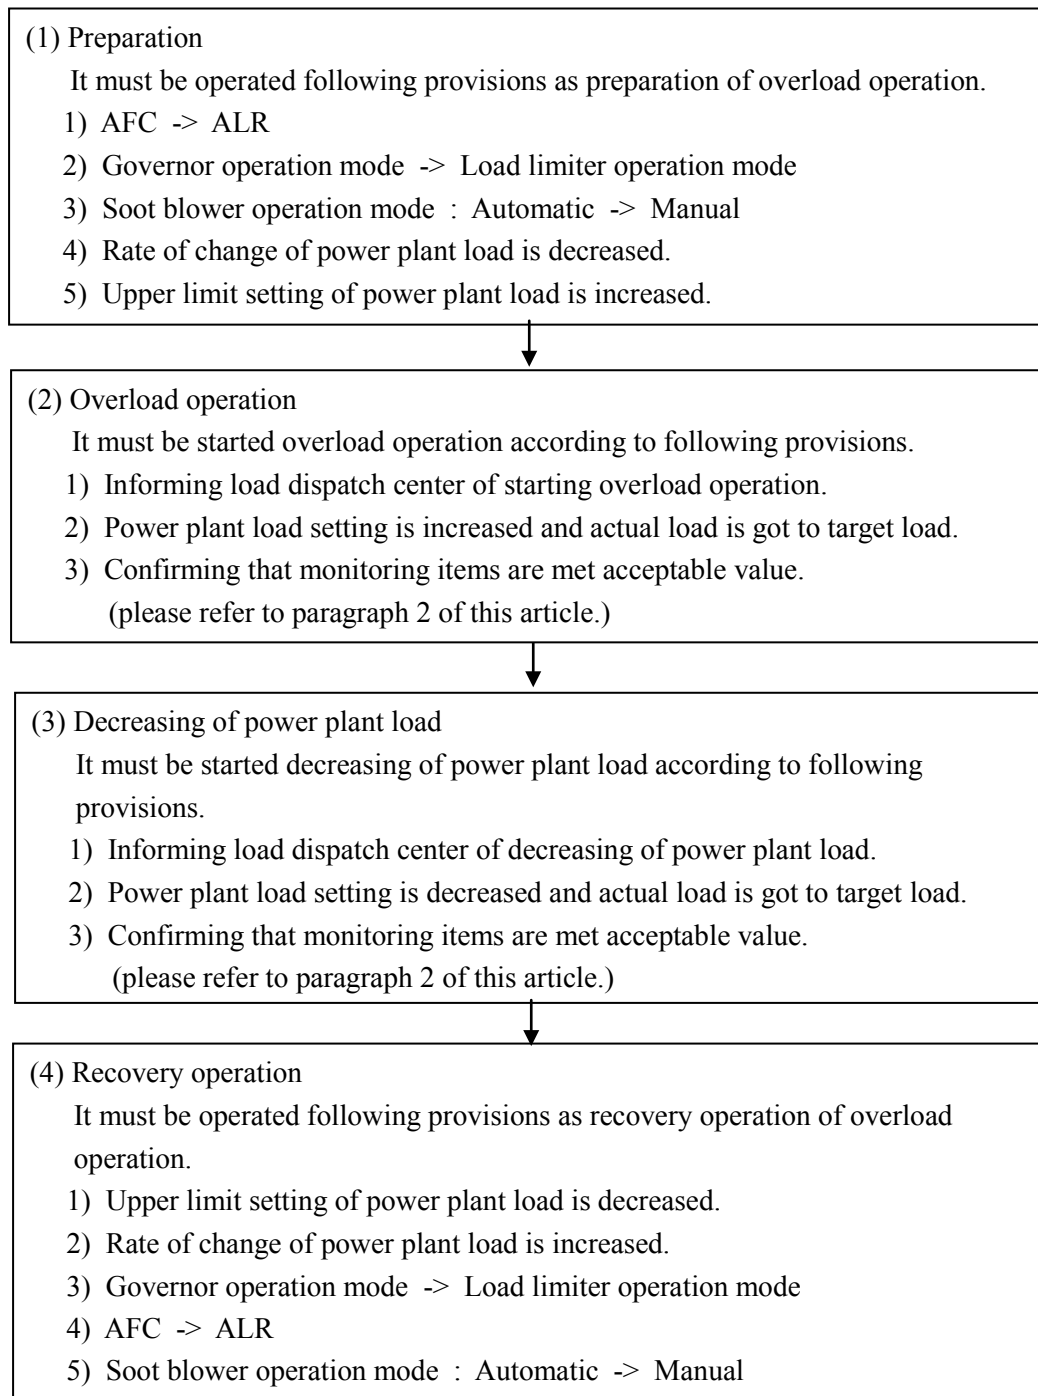 (1) Preparation
It must be operated following provisions as preparation of overload operation.
1) AFC -> ALR
2) Governor operation mode -> Load limiter operation mode
3) Soot blower operation mode : Automatic -> Manual
4) Rate of change of power plant load is decreased.
5) Upper limit setting of power plant load is increased.
(2) Overload operation
It must be started overload operation according to following provisions.
1) Informing load dispatch center of starting overload operation.
2) Power plant load setting is increased and actual load is got to target load.
3) Confirming that monitoring items are met acceptable value.
(please refer to paragraph 2 of this article.)
(3) Decreasing of power plant load
It must be started decreasing of power plant load according to following
provisions.
1) Informing load dispatch center of decreasing of power plant load.
2) Power plant load setting is decreased and actual load is got to target load.
3) Confirming that monitoring items are met acceptable value.
(please refer to paragraph 2 of this article.)
(4) Recovery operation
It must be operated following provisions as recovery operation of overload
operation.
1) Upper limit setting of power plant load is decreased.
2) Rate of change of power plant load is increased.
3) Governor operation mode -> Load limiter operation mode
4) AFC -> ALR
5) Soot blower operation mode : Automatic -> Manual